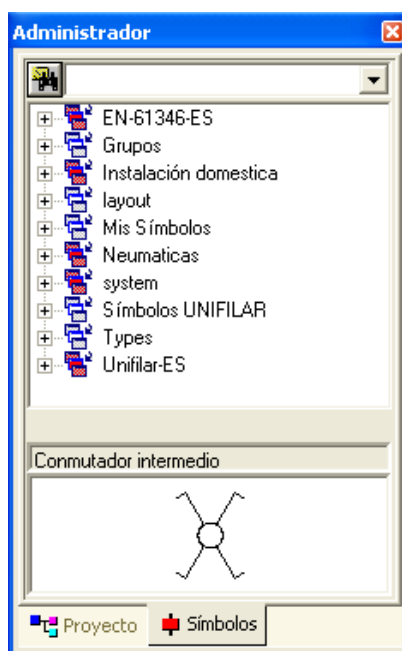 Administrador
EN-61346-ES
Grupos
Instalación domestica
layout
Mis Símbolos
Neumaticas
system
Símbolos UNIFILAR
Types
Unifilar-ES
Conmutador intermedio
Proyecto Símbolos